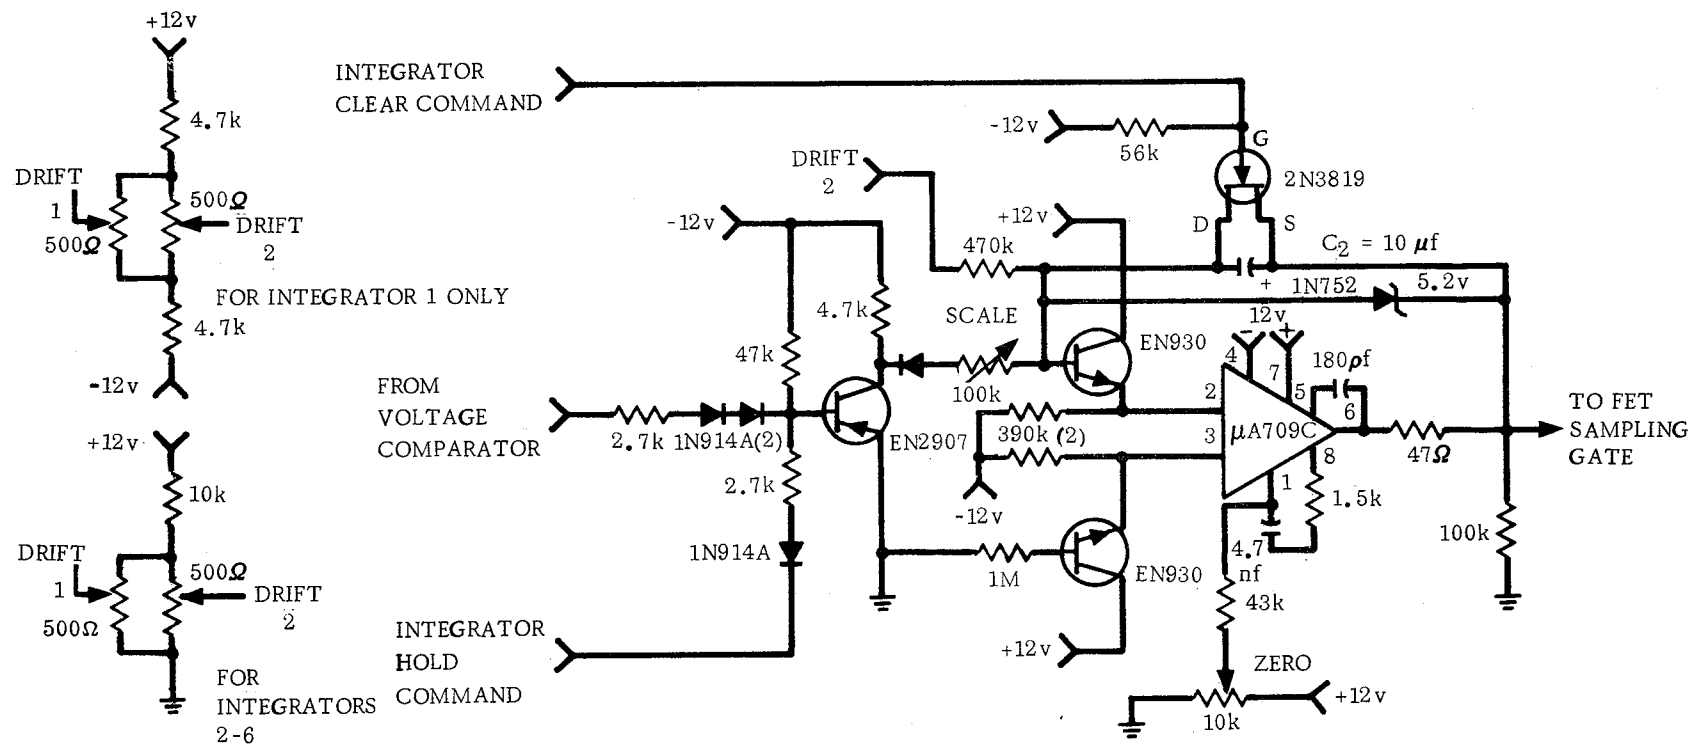 +12v
4.7k
DRIFT
1
500Ω
500Ω
DRIFT
2
FOR INTEGRATOR 1 ONLY
4.7k
-12v
+12v
10k
DRIFT
1
500Ω
500Ω
DRIFT
2
FOR
INTEGRATORS
2-6
INTEGRATOR
CLEAR COMMAND
-12v
56k
G
2N3819
D
S
DRIFT
2
-12v
+12v
470k
C2 = 10 μf
+
1N752
5.2v
4.7k
SCALE
100k
47k
EN930
12v
-
+
4
7
5
180ρf
6
2
3
μA709C
8
1
FROM
VOLTAGE
COMPARATOR
2.7k
1N914A(2)
EN2907
390k (2)
-12v
47Ω
TO FET
SAMPLING
GATE
2.7k
1.5k
100k
1N914A
1M
EN930
4.7
nf
43k
INTEGRATOR
HOLD
COMMAND
+12v
ZERO
10k
+12v